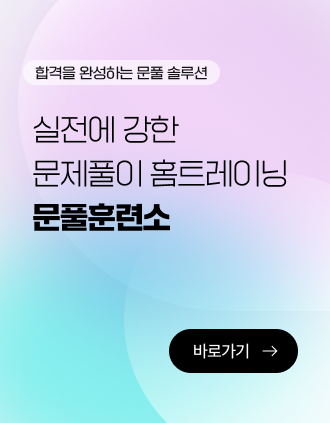 합격을 완성하는 문풀 솔루션
실전에 강한
문제풀이 홈트레이닝
문풀훈련소
바로가기 →